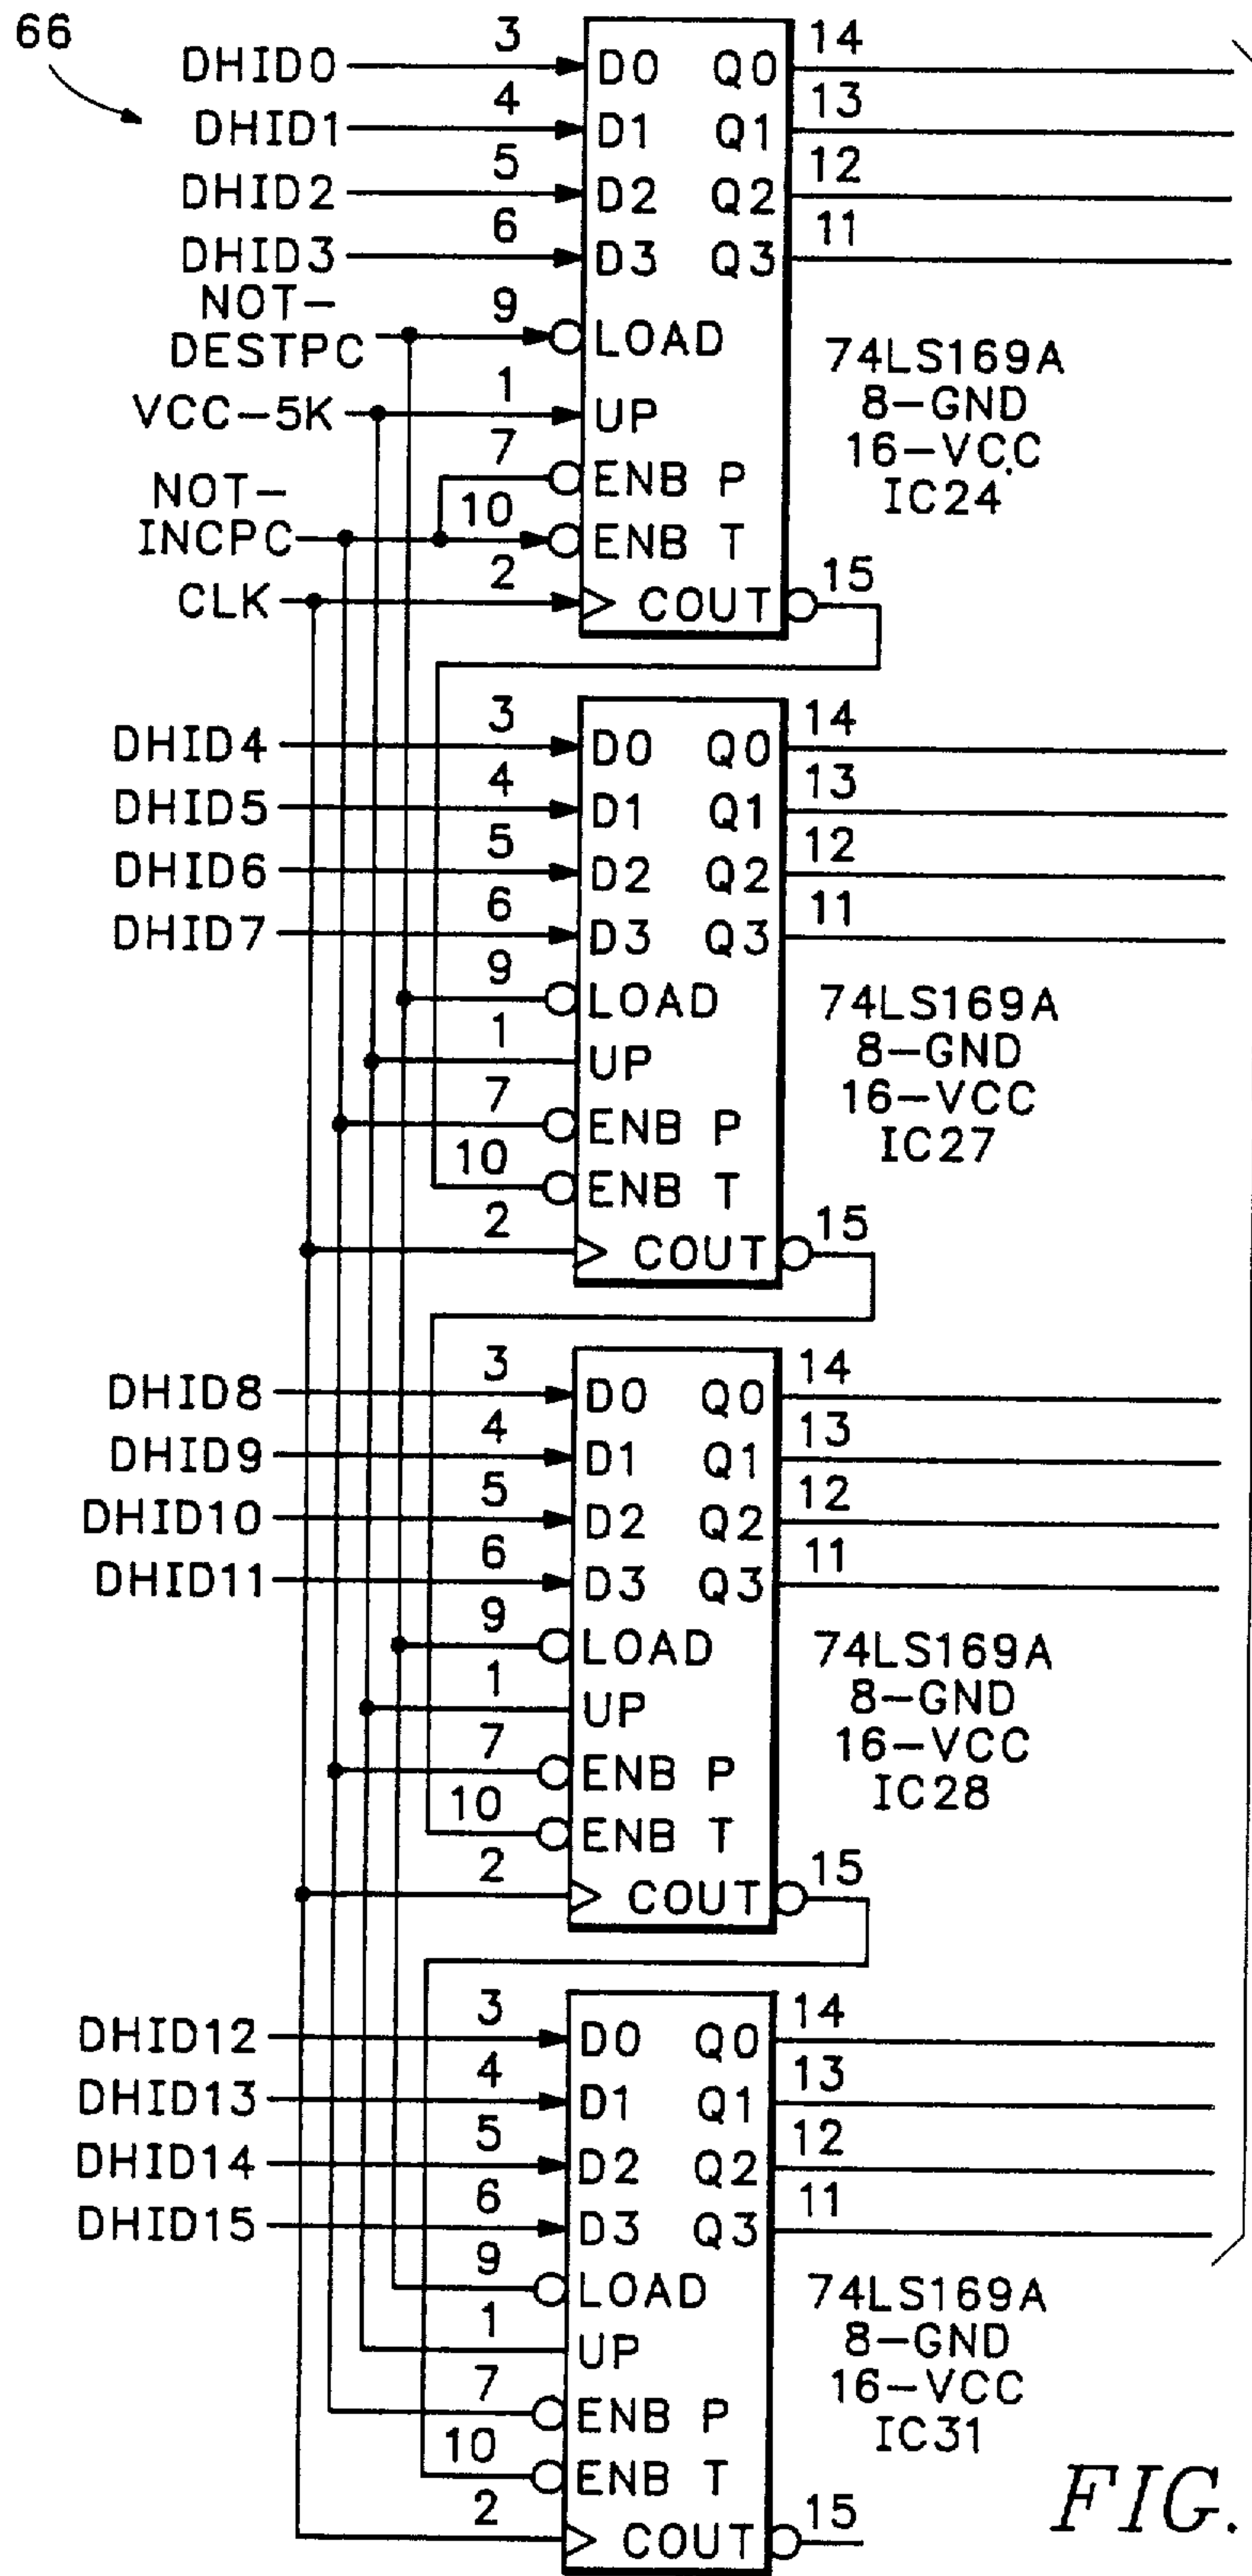 66
DHID0 3 D0 Q0 14
DHID1 4 D1 Q1 13
DHID2 5 D2 Q2 12
DHID3 6 D3 Q3 11
NOT-
DESTPC 9 LOAD
VCC-5K 1 UP
7 ENB P
NOT-
INCPC 10 ENB T
CLK 2 COUT 15
74LS169A
8-GND
16-VCC
IC24
DHID4 3 D0 Q0 14
DHID5 4 D1 Q1 13
DHID6 5 D2 Q2 12
DHID7 6 D3 Q3 11
9 LOAD
1 UP
7 ENB P
10 ENB T
2 COUT 15
74LS169A
8-GND
16-VCC
IC27
DHID8 3 D0 Q0 14
DHID9 4 D1 Q1 13
DHID10 5 D2 Q2 12
DHID11 6 D3 Q3 11
9 LOAD
1 UP
7 ENB P
10 ENB T
2 COUT 15
74LS169A
8-GND
16-VCC
IC28
DHID12 3 D0 Q0 14
DHID13 4 D1 Q1 13
DHID14 5 D2 Q2 12
DHID15 6 D3 Q3 11
9 LOAD
1 UP
7 ENB P
10 ENB T
2 COUT 15
74LS169A
8-GND
16-VCC
IC31
FIG.